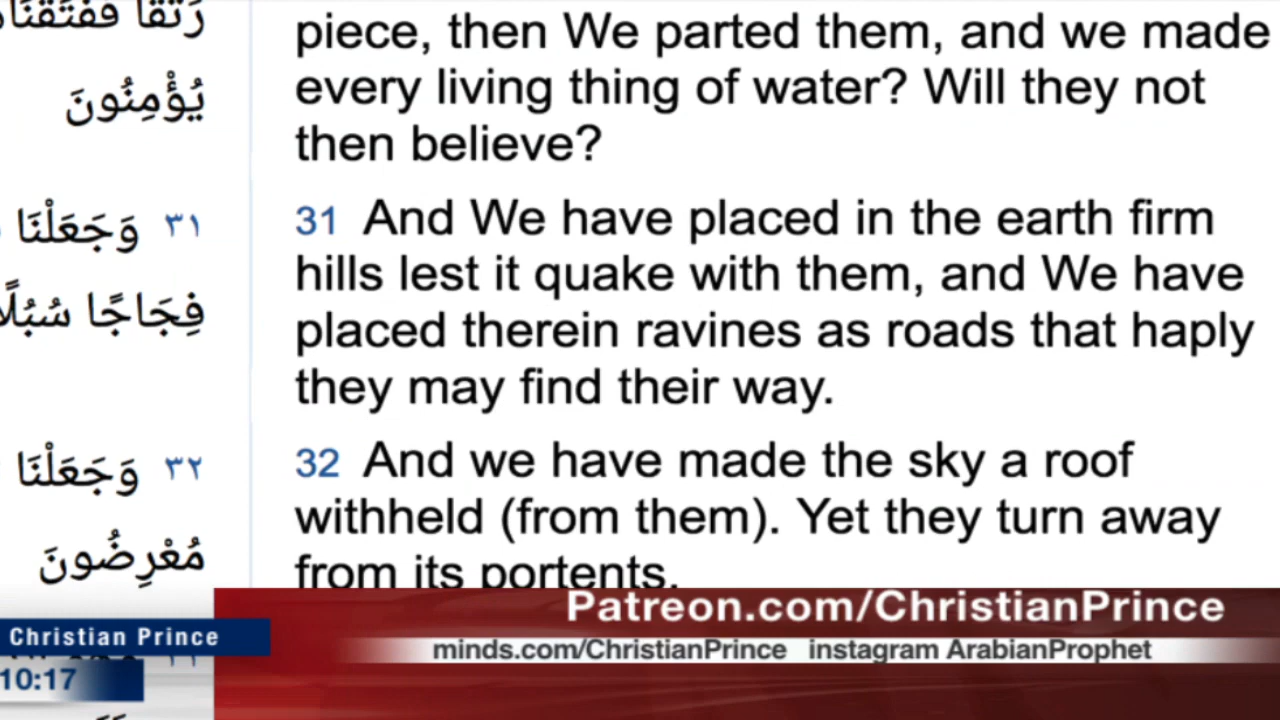 piece, then We parted them, and we made
every living thing of water? Will they not
then believe?
يُؤْمِنُونَ
31 And We have placed in the earth firm
hills lest it quake with them, and We have
placed therein ravines as roads that haply
they may find their way.
٣١ وَجَعَلْنَا
فِجَاجًا سُبُلًا
32 And we have made the sky a roof
withheld (from them). Yet they turn away
from its portents.
٣٢ وَجَعَلْنَا
مُعْرِضُونَ
Patreon.com/ChristianPrince
Christian Prince
minds.com/ChristianPrince instagram ArabianProphet
10:17